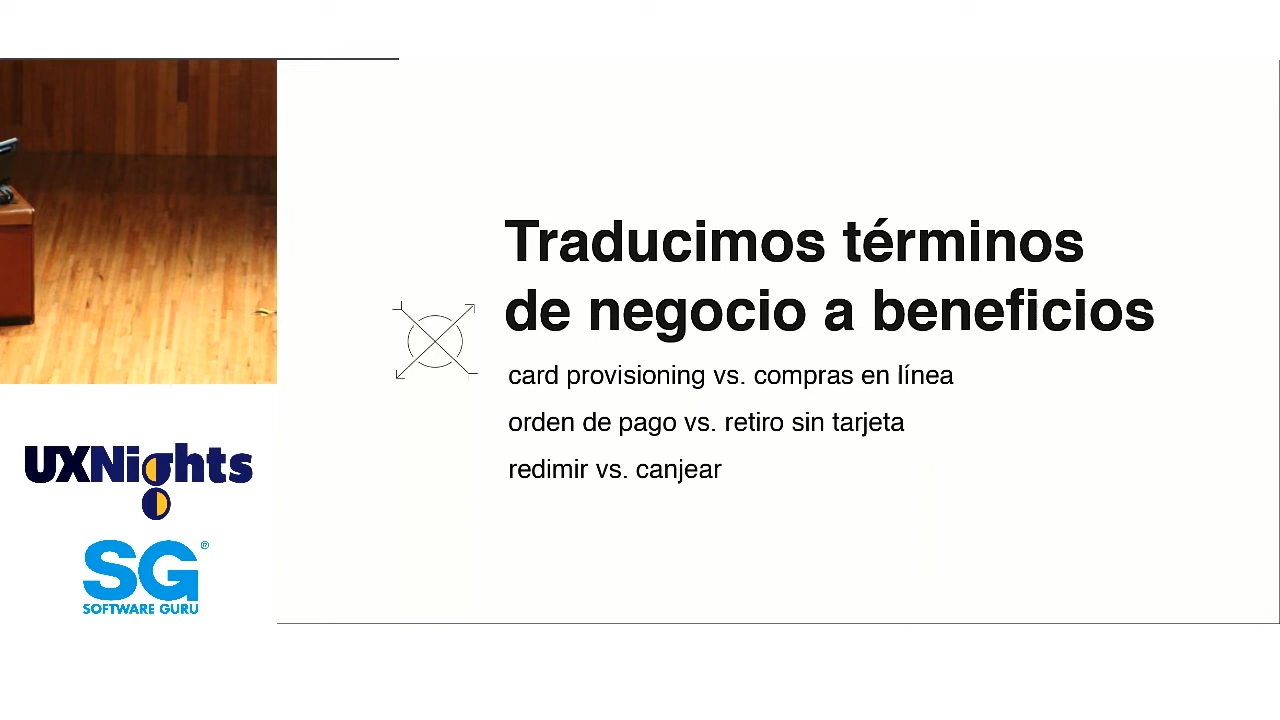 Traducimos términos
de negocio a beneficios
card provisioning vs. compras en línea
orden de pago vs. retiro sin tarjeta
redimir vs. canjear
UXNights
SG®
SOFTWARE GURU